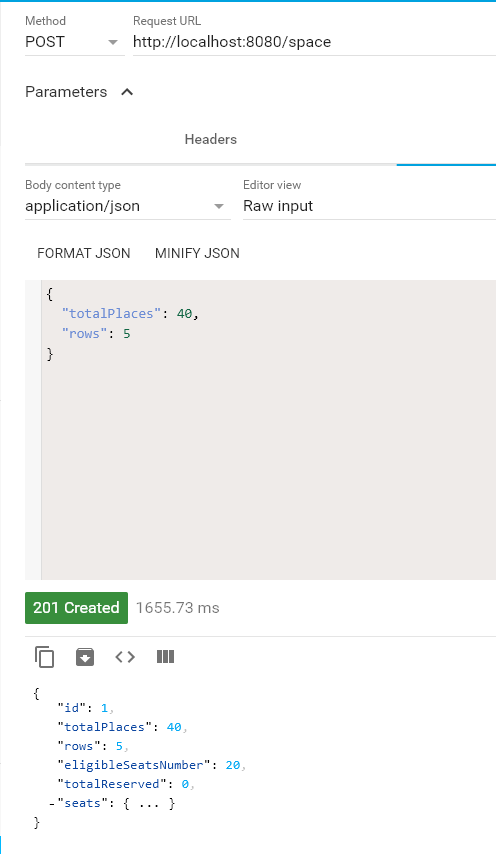 Method Request URL
POST http://localhost:8080/space
Parameters
Headers
Body content type Editor view
application/json Raw input
FORMAT JSON MINIFY JSON
{
"totalPlaces": 40,
"rows": 5
}
201 Created 1655.73 ms
{
"id": 1,
"totalPlaces": 40,
"rows": 5,
"eligibleSeatsNumber": 20,
"totalReserved": 0,
-"seats": { ... }
}